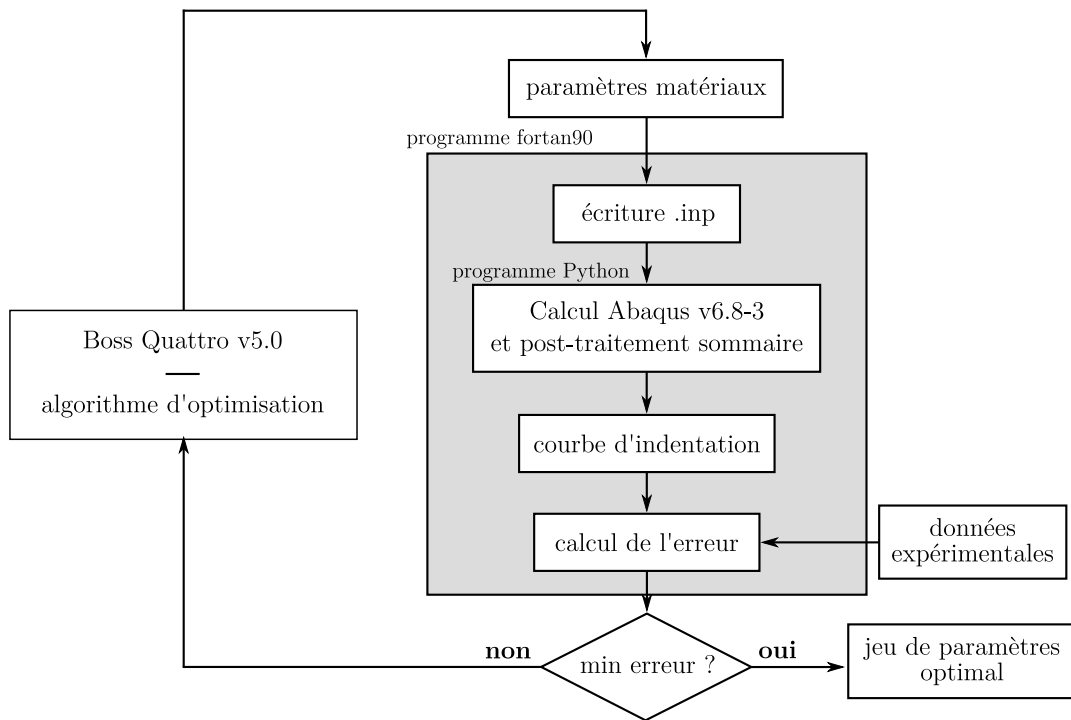 paramètres matériaux
programme fortan90
écriture .inp
programme Python
Calcul Abaqus v6.8-3
et post-traitement sommaire
Boss Quattro v5.0
algorithme d'optimisation
courbe d'indentation
calcul de l'erreur
données
expérimentales
non
min erreur ?
oui
jeu de paramètres
optimal